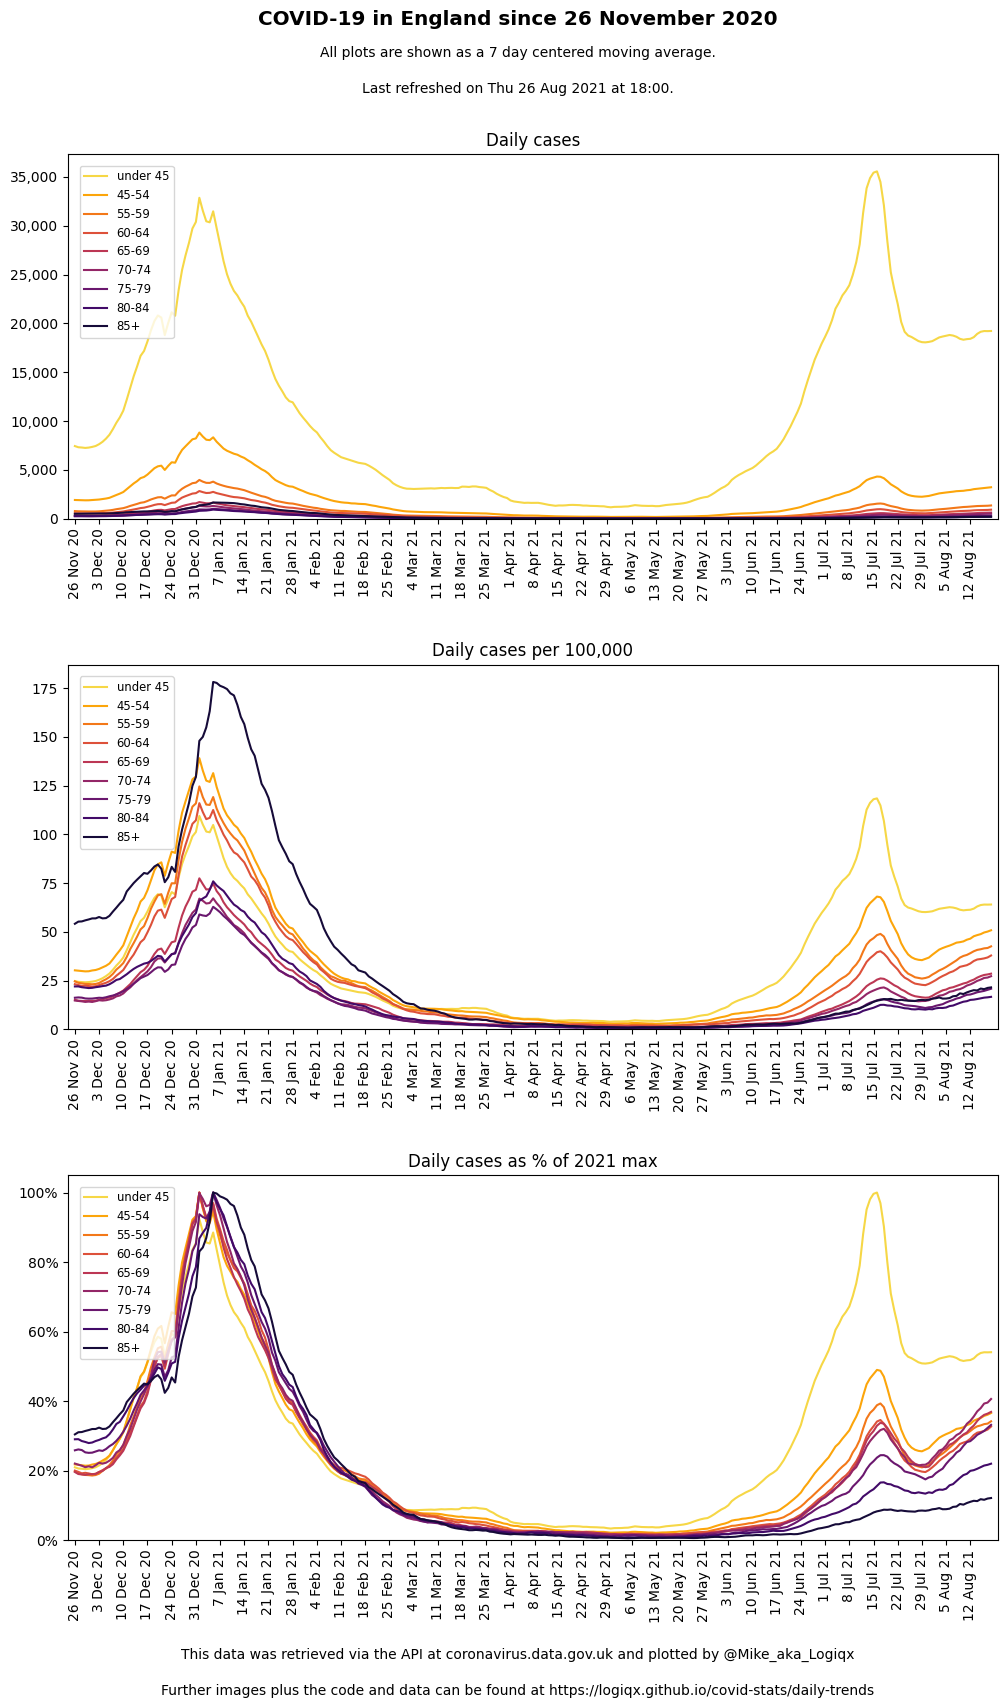 COVID-19 in England since 26 November 2020
All plots are shown as a 7 day centered moving average.
Last refreshed on Thu 26 Aug 2021 at 18:00.
Daily cases
35,000
30,000
25,000
20,000
15,000
10,000
5,000
0
under 45
45-54
55-59
60-64
65-69
70-74
75-79
80-84
85+
26 Nov 20
3 Dec 20
10 Dec 20
17 Dec 20
24 Dec 20
31 Dec 20
7 Jan 21
14 Jan 21
21 Jan 21
28 Jan 21
4 Feb 21
11 Feb 21
18 Feb 21
25 Feb 21
4 Mar 21
11 Mar 21
18 Mar 21
25 Mar 21
1 Apr 21
8 Apr 21
15 Apr 21
22 Apr 21
29 Apr 21
6 May 21
13 May 21
20 May 21
27 May 21
3 Jun 21
10 Jun 21
17 Jun 21
24 Jun 21
1 Jul 21
8 Jul 21
15 Jul 21
22 Jul 21
29 Jul 21
5 Aug 21
12 Aug 21
Daily cases per 100,000
175
150
125
100
75
50
25
0
under 45
45-54
55-59
60-64
65-69
70-74
75-79
80-84
85+
26 Nov 20
3 Dec 20
10 Dec 20
17 Dec 20
24 Dec 20
31 Dec 20
7 Jan 21
14 Jan 21
21 Jan 21
28 Jan 21
4 Feb 21
11 Feb 21
18 Feb 21
25 Feb 21
4 Mar 21
11 Mar 21
18 Mar 21
25 Mar 21
1 Apr 21
8 Apr 21
15 Apr 21
22 Apr 21
29 Apr 21
6 May 21
13 May 21
20 May 21
27 May 21
3 Jun 21
10 Jun 21
17 Jun 21
24 Jun 21
1 Jul 21
8 Jul 21
15 Jul 21
22 Jul 21
29 Jul 21
5 Aug 21
12 Aug 21
Daily cases as % of 2021 max
100%
80%
60%
40%
20%
0%
under 45
45-54
55-59
60-64
65-69
70-74
75-79
80-84
85+
26 Nov 20
3 Dec 20
10 Dec 20
17 Dec 20
24 Dec 20
31 Dec 20
7 Jan 21
14 Jan 21
21 Jan 21
28 Jan 21
4 Feb 21
11 Feb 21
18 Feb 21
25 Feb 21
4 Mar 21
11 Mar 21
18 Mar 21
25 Mar 21
1 Apr 21
8 Apr 21
15 Apr 21
22 Apr 21
29 Apr 21
6 May 21
13 May 21
20 May 21
27 May 21
3 Jun 21
10 Jun 21
17 Jun 21
24 Jun 21
1 Jul 21
8 Jul 21
15 Jul 21
22 Jul 21
29 Jul 21
5 Aug 21
12 Aug 21
This data was retrieved via the API at coronavirus.data.gov.uk and plotted by @Mike_aka_Logiqx
Further images plus the code and data can be found at https://logiqx.github.io/covid-stats/daily-trends